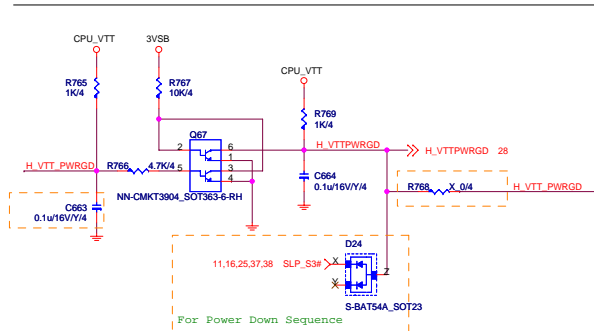 CPU_VTT
3VSB
R765
1K/4
R767
10K/4
CPU_VTT
R769
1K/4
Q67
2
6
1
5
3
4
H_VTT_PWRGD
R766
4.7K/4
NN-CMKT3904_SOT363-6-RH
C663
0.1u/16V/Y/4
C664
0.1u/16V/Y/4
H_VTTPWRGD
H_VTTPWRGD 28
R768
X_0/4
H_VTT_PWRGD
D24
11,16,25,37,38 SLP_S3#
X
Z
Y
S-BAT54A_SOT23
For Power Down Sequence